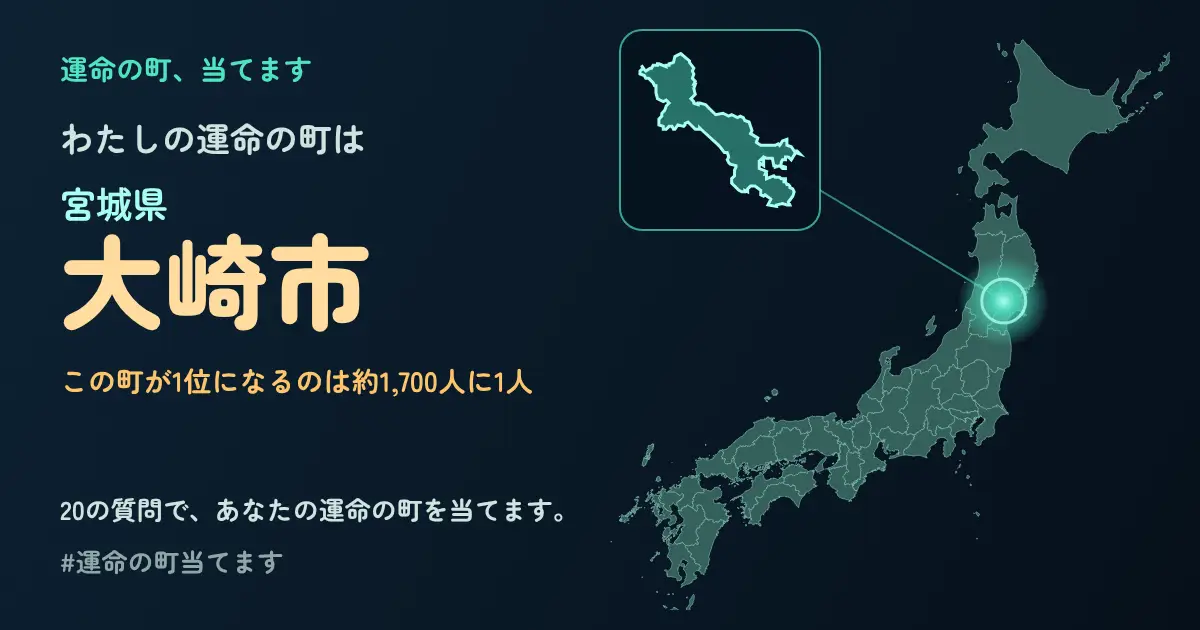 運命の町、当てます
わたしの運命の町は
宮城県
大崎市
この町が1位になるのは約1,700人に1人
20の質問で、あなたの運命の町を当てます。
#運命の町当てます